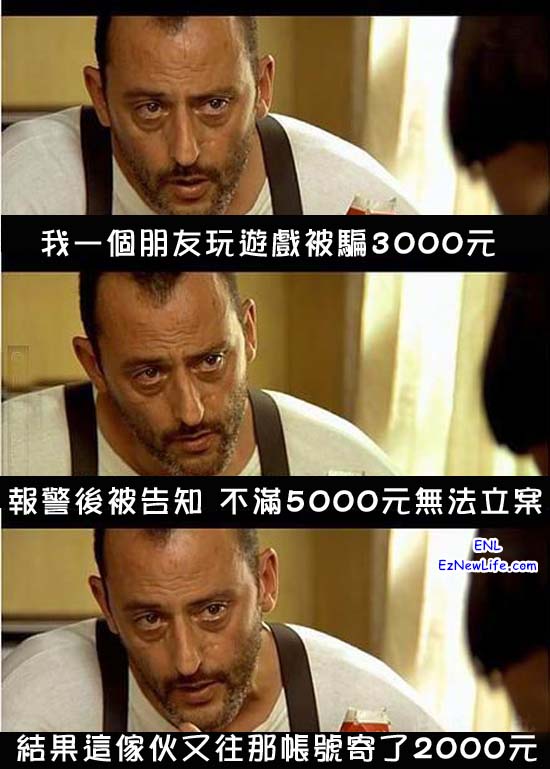 我一個朋友玩遊戲被騙3000元
報警後被告知 不滿5000元無法立案
ENL
EzNewLife.com
結果這傢伙又往那帳號寄了2000元